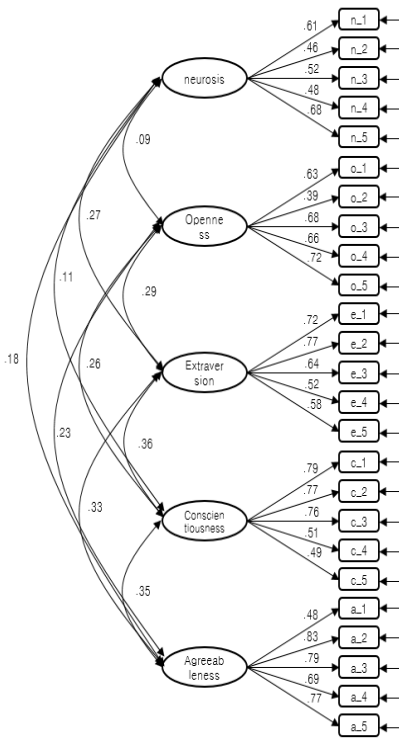 .61
n_1
.46
n_2
.52
n_3
.48
n_4
.68
n_5
neurosis
.09
.63
o_1
.39
o_2
.68
o_3
.66
o_4
.72
o_5
Openne
ss
.27
.11
.29
.72
e_1
.77
e_2
.64
e_3
.52
e_4
.58
e_5
Extraver
sion
.18
.26
.23
.36
.79
c_1
.77
c_2
.76
c_3
.51
c_4
.49
c_5
Conscien
tiousness
.33
.35
.48
a_1
.83
a_2
.79
a_3
.69
a_4
.77
a_5
Agreeab
leness